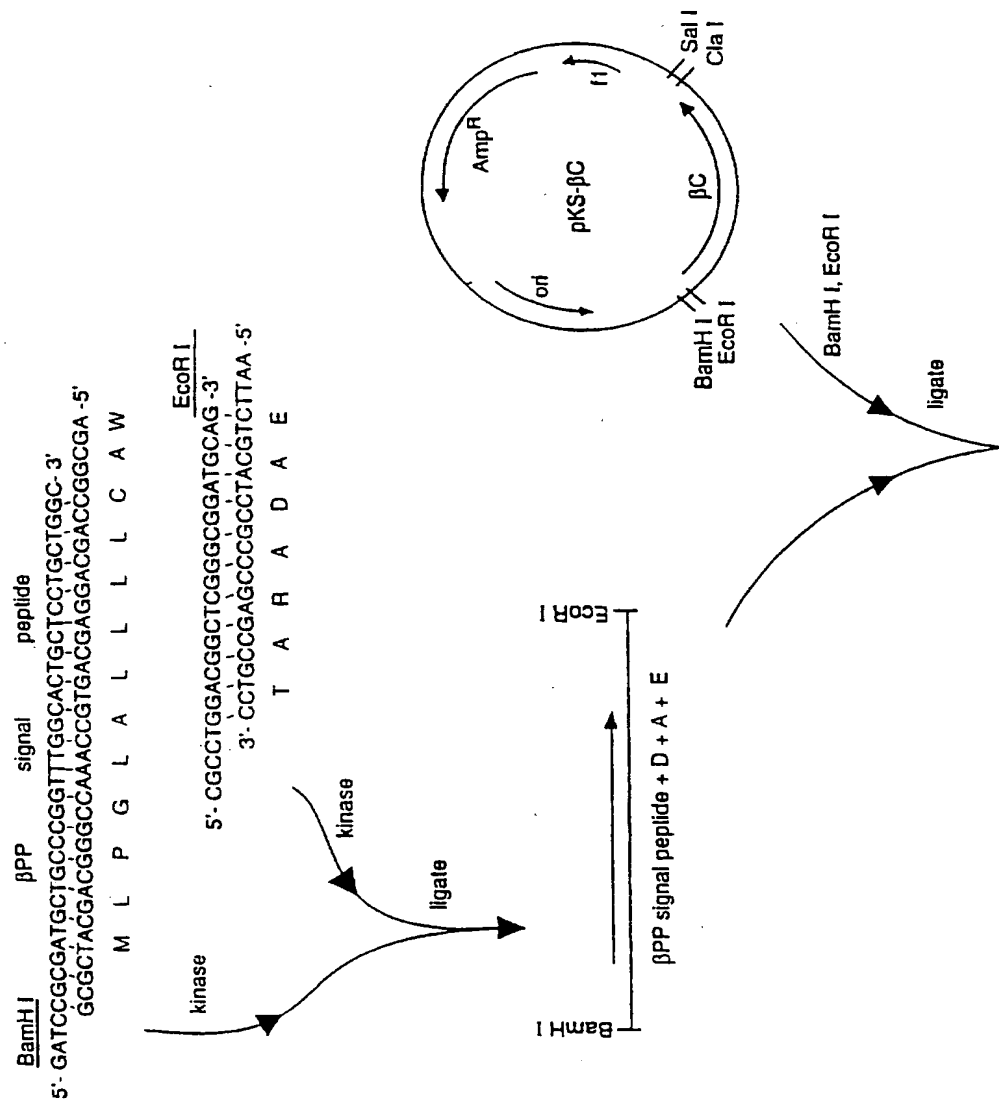 BamH I βPP signal peptide
5'- GATCCGCGATGCTGCCCGGTTTGGCACTGCTCCTGCTGGC- 3'
GCGCTACGACGGGCCAAACCGTGACGAGGACGACCGGCGA -5'
M L P G L A L L L L C A W
EcoR I
5'- CGCCTGGACGGCTCGGGCGGATGCAG -3'
3'- CCTGCCGAGCCCGCCTACGTCTTAA -5'
T A R A D A E
kinase
kinase
ligate
BamH I
EcoR I
βPP signal peptide + D + A + E
AmpR
f1
ori
pKS-βC
βC
Sal I
Cla I
BamH I
EcoR I
BamH I, EcoR I
ligate